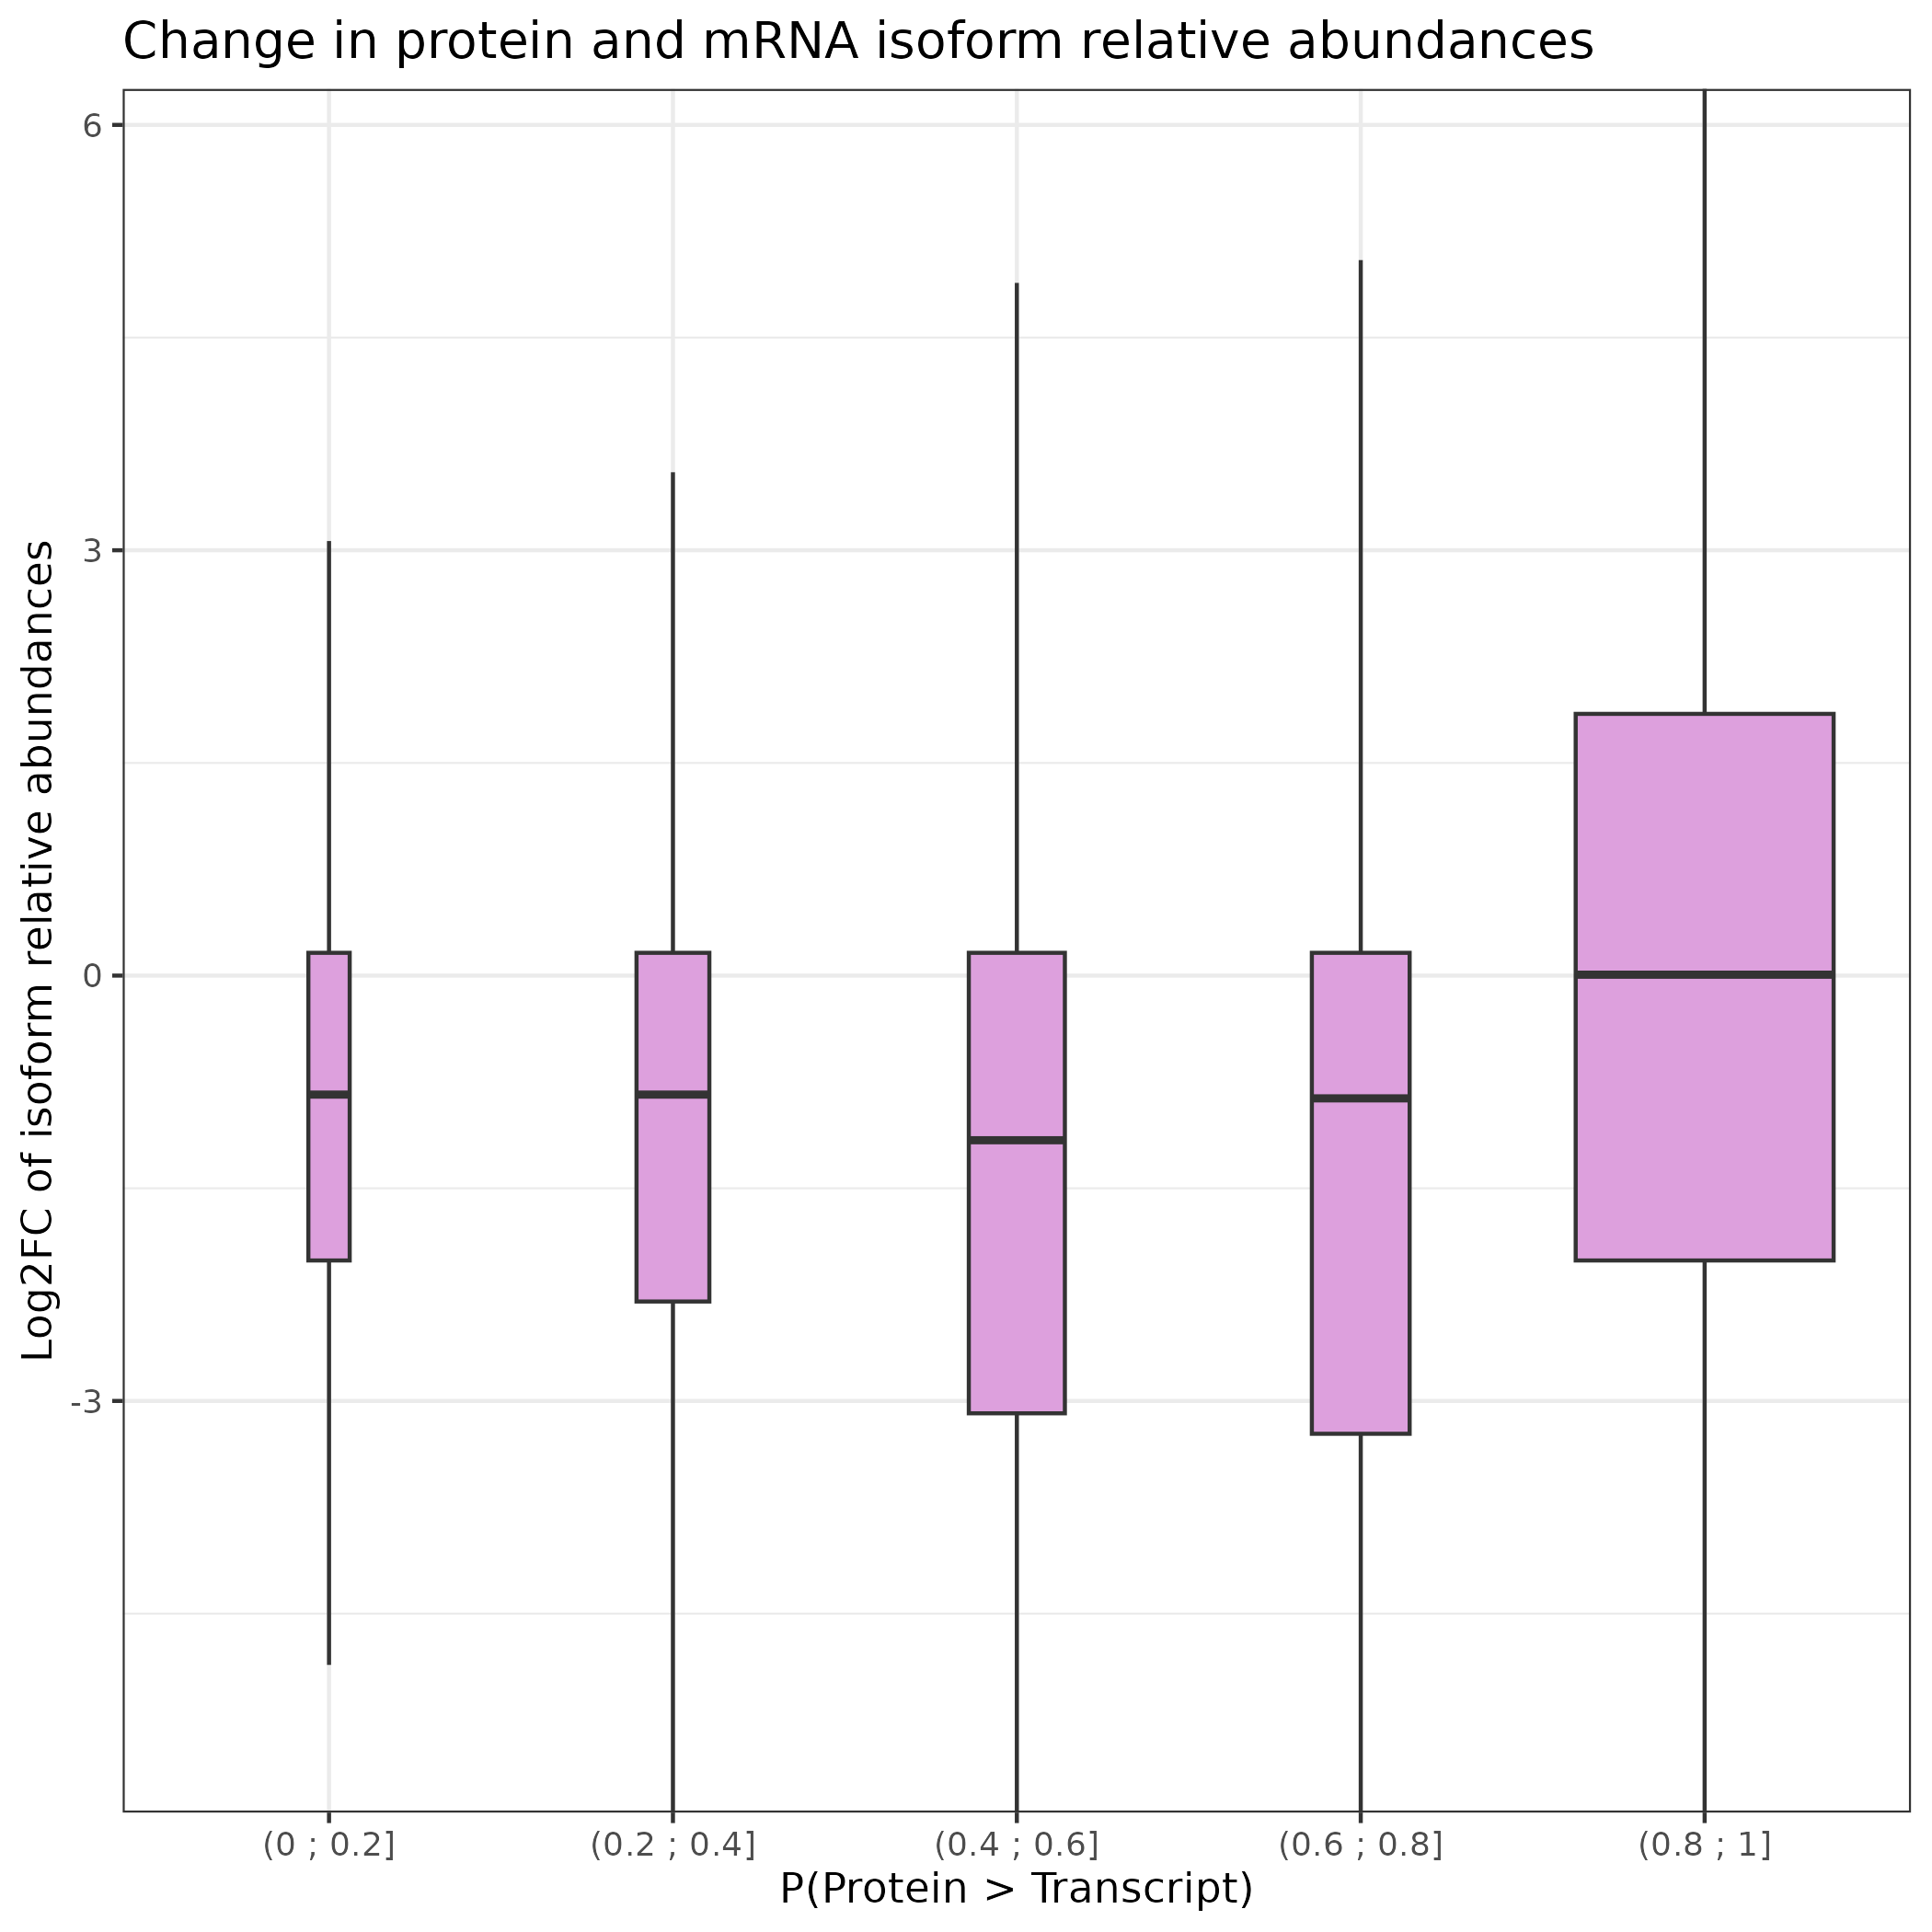 Change in protein and mRNA isoform relative abundances
Log2FC of isoform relative abundances
6
3
0
-3
(0 ; 0.2]
(0.2 ; 0.4]
(0.4 ; 0.6]
(0.6 ; 0.8]
(0.8 ; 1]
P(Protein > Transcript)